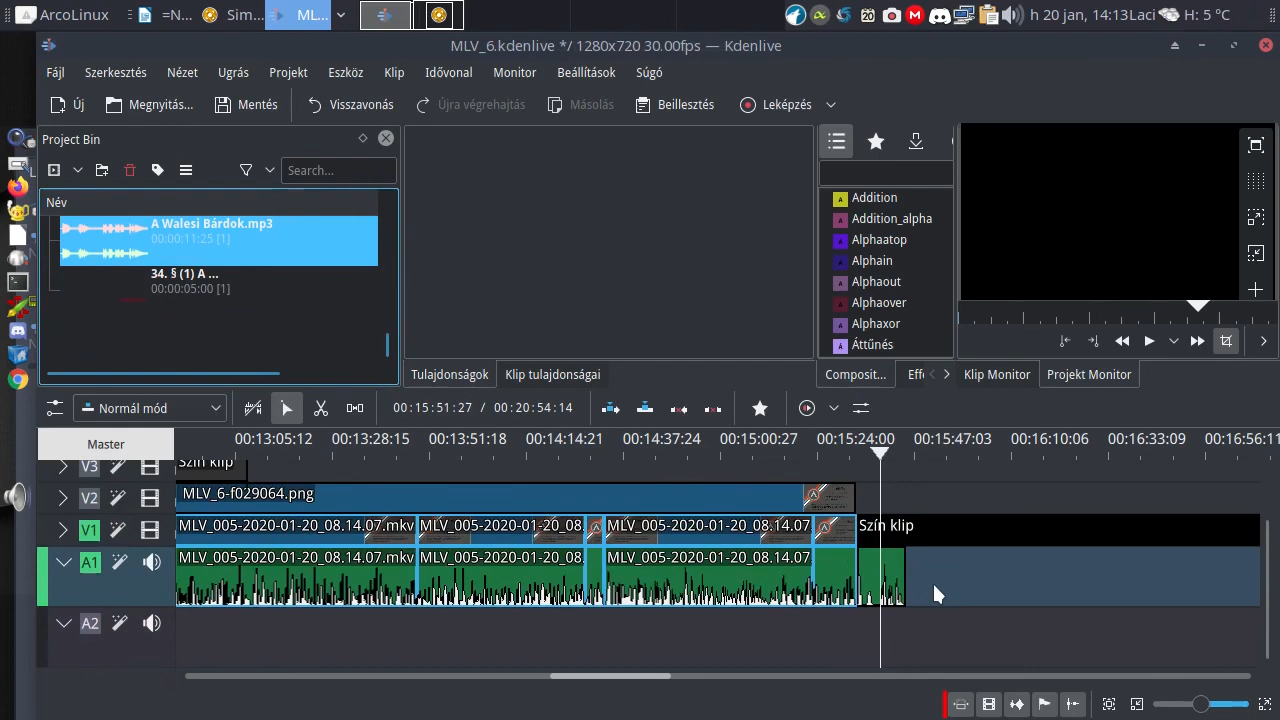 ArcoLinux
=N...
Sim...
ML...
20
h 20 jan, 14:13
Laci
H: 5 °C
MLV_6.kdenlive */ 1280x720 30.00fps — Kdenlive
Fájl Szerkesztés Nézet Ugrás Projekt Eszköz Klip Idővonal Monitor Beállítások Súgó
Új Megnyitás... Mentés Visszavonás Újra végrehajtás Másolás Beillesztés Leképzés
Project Bin
Search...
Név
A Walesi Bárdok.mp3
00:00:11:25 [1]
34. § (1) A ...
00:00:05:00 [1]
Addition
Addition_alpha
Alphaatop
Alphain
Alphaout
Alphaover
Alphaxor
Áttűnés
Tulajdonságok Klip tulajdonságai Composit... Eff Klip Monitor Projekt Monitor
Normál mód 00:15:51:27 / 00:20:54:14
Master 00:13:05:12 00:13:28:15 00:13:51:18 00:14:14:21 00:14:37:24 00:15:00:27 00:15:24:00 00:15:47:03 00:16:10:06 00:16:33:09 00:16:56:1
V3 Szín klip
V2 MLV_6-f029064.png
V1 MLV_005-2020-01-20_08.14.07.mkv MLV_005-2020-01-20_08. MLV_005-2020-01-20_08.14.07 Szín klip
A1 MLV_005-2020-01-20_08.14.07.mkv MLV_005-2020-01-20_08. MLV_005-2020-01-20_08.14.07
A2